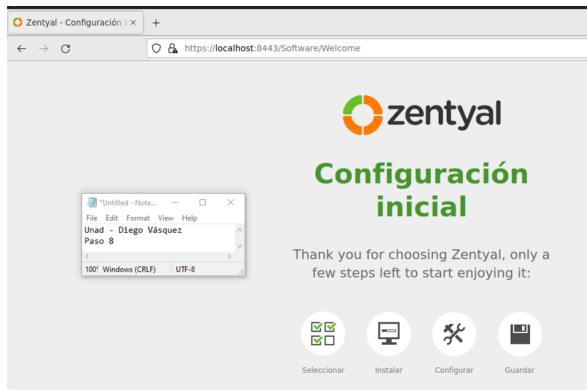 Zentyal - Configuración i
https://localhost:8443/Software/Welcome
zentyal
Configuración
inicial
*Untitled - Note...
File Edit Format View Help
Unad - Diego Vásquez
Paso 8
100% Windows (CRLF) UTF-8
Thank you for choosing Zentyal, only a
few steps left to start enjoying it:
Seleccionar Instalar Configurar Guardar